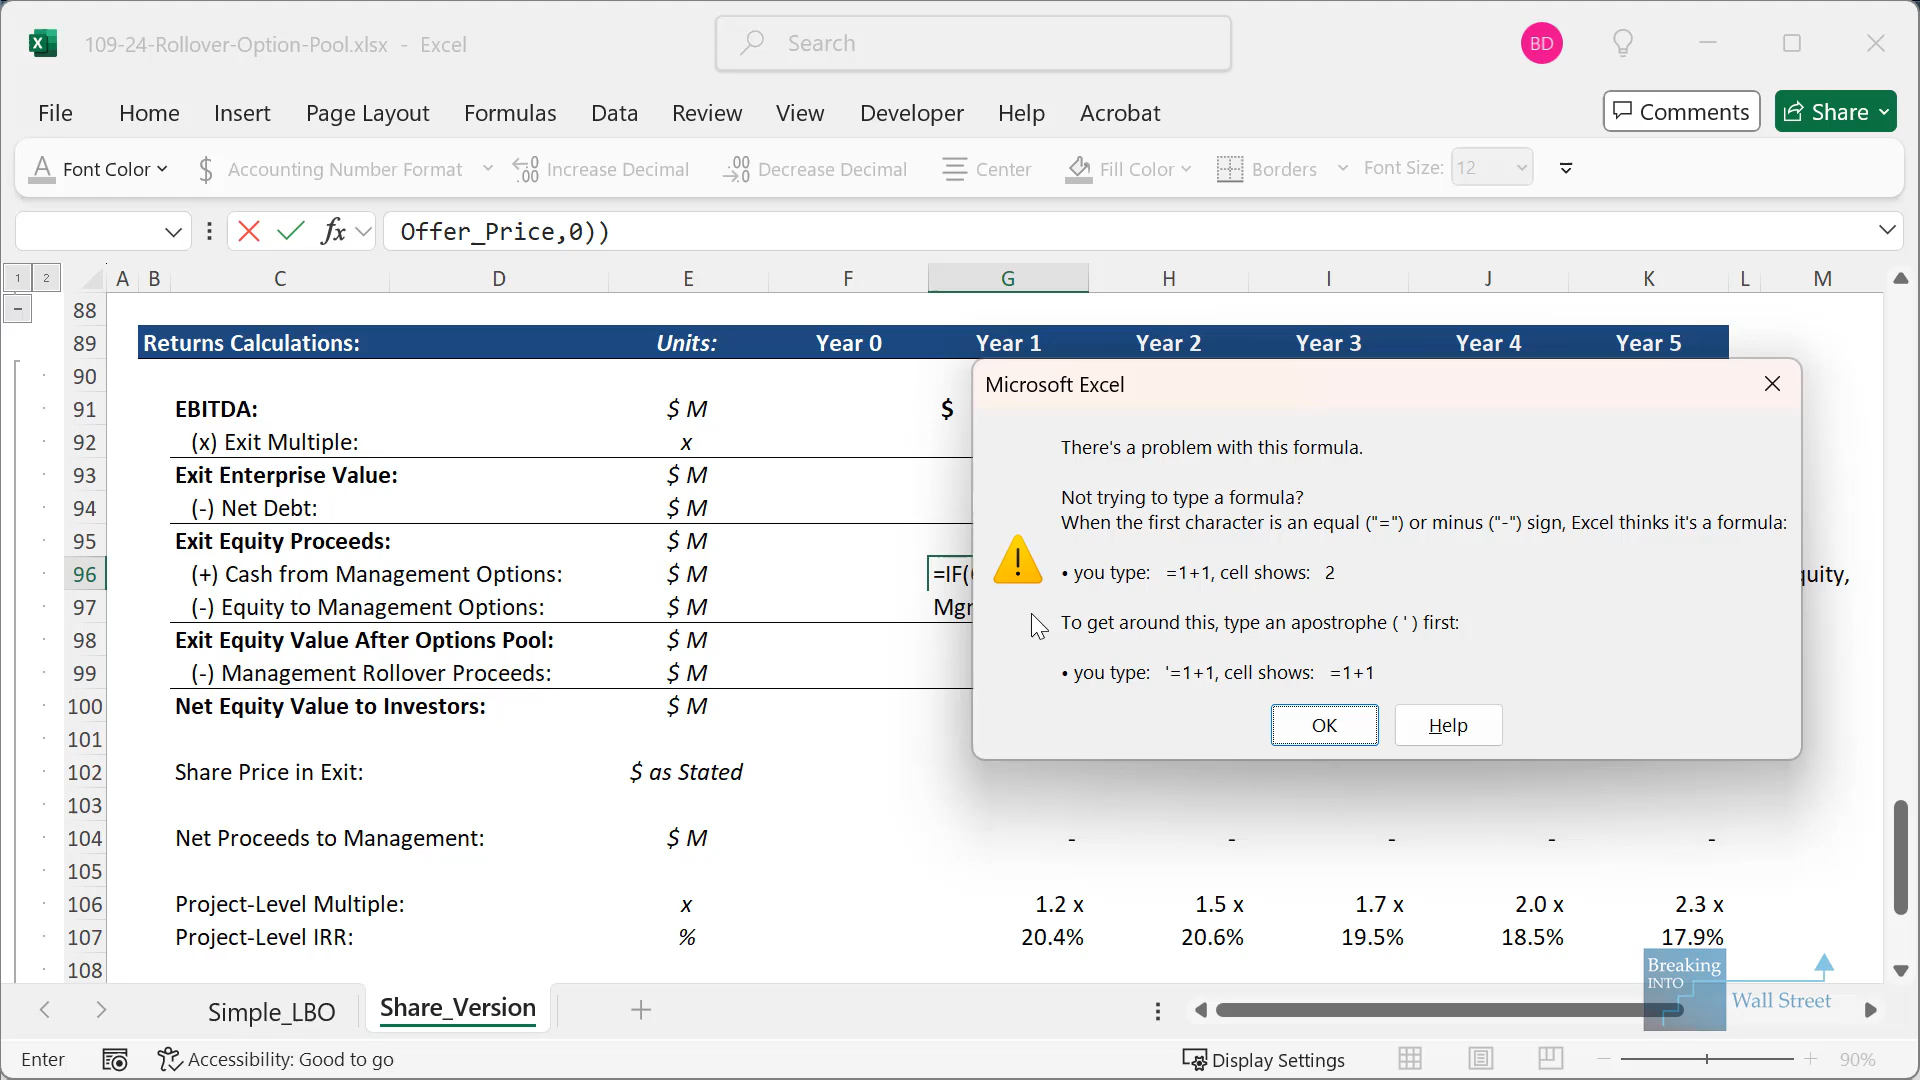 109-24-Rollover-Option-Pool.xlsx - Excel
Search
BD
File Home Insert Page Layout Formulas Data Review View Developer Help Acrobat
Comments Share
Font Color $ Accounting Number Format Increase Decimal Decrease Decimal Center Fill Color Borders Font Size: 12
fx Offer_Price,0))
1 2 A B C D E F G H I J K L M
88
89 Returns Calculations: Units: Year 0 Year 1 Year 2 Year 3 Year 4 Year 5
90
91 EBITDA: $ M $
92 (x) Exit Multiple: x
93 Exit Enterprise Value: $ M
94 (-) Net Debt: $ M
95 Exit Equity Proceeds: $ M
96 (+) Cash from Management Options: $ M =IF(
97 (-) Equity to Management Options: $ M
98 Exit Equity Value After Options Pool: $ M
99 (-) Management Rollover Proceeds: $ M
100 Net Equity Value to Investors: $ M
101
102 Share Price in Exit: $ as Stated
103
104 Net Proceeds to Management: $ M - - - - -
105
106 Project-Level Multiple: x 1.2 x 1.5 x 1.7 x 2.0 x 2.3 x
107 Project-Level IRR: % 20.4% 20.6% 19.5% 18.5% 17.9%
108
Microsoft Excel
There's a problem with this formula.
Not trying to type a formula?
When the first character is an equal ("=") or minus ("-") sign, Excel thinks it's a formula:
• you type: =1+1, cell shows: 2
To get around this, type an apostrophe ( ' ) first:
• you type: '=1+1, cell shows: =1+1
OK Help
Breaking
INTO
Wall Street
Simple_LBO Share_Version
Enter Accessibility: Good to go Display Settings 90%